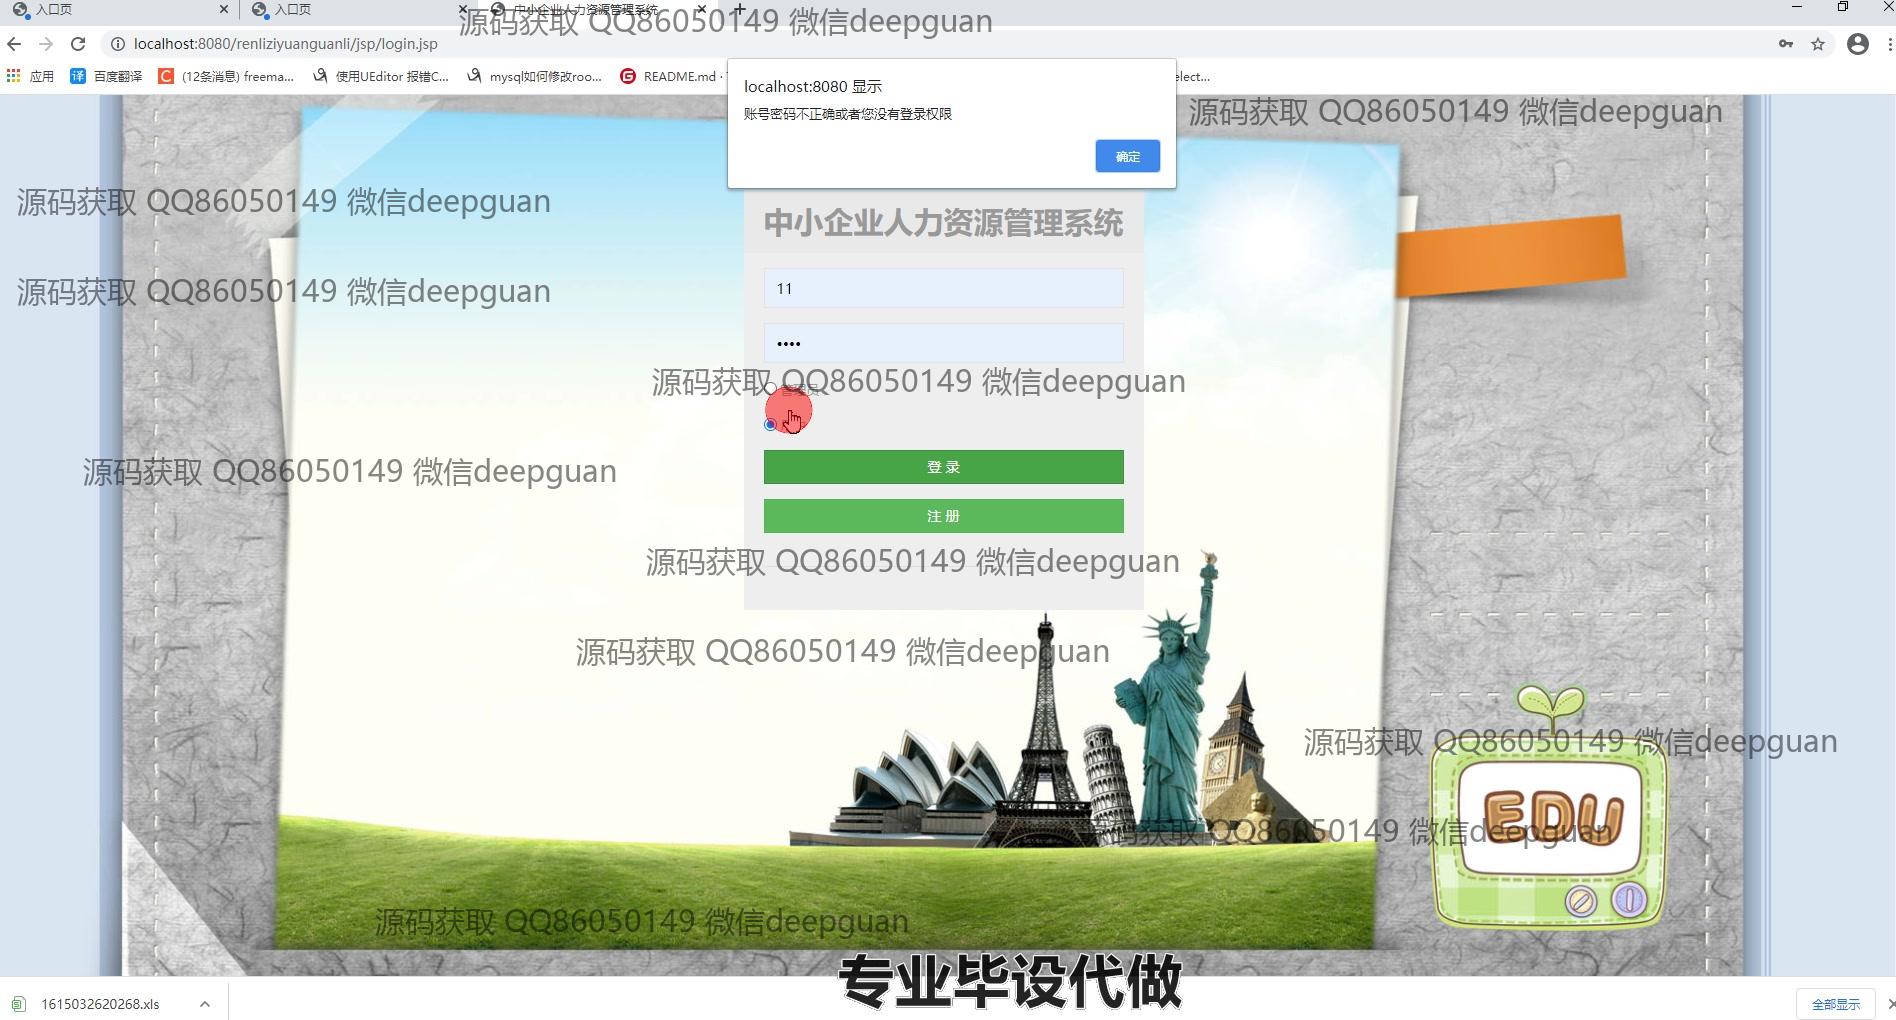 入口页
入口页
中小企业人力资源管理系统
源码获取 QQ86050149 微信deepguan
localhost:8080/renliziyuanguanli/jsp/login.jsp
应用
百度翻译
(12条消息) freema...
使用UEditor 报错C...
mysql如何修改roo...
README.md ·
elect...
localhost:8080 显示
账号密码不正确或者您没有登录权限
确定
源码获取 QQ86050149 微信deepguan
源码获取 QQ86050149 微信deepguan
中小企业人力资源管理系统
源码获取 QQ86050149 微信deepguan
11
••••
源码获取 QQ86050149 微信deepguan
管理员
登 录
源码获取 QQ86050149 微信deepguan
注 册
源码获取 QQ86050149 微信deepguan
源码获取 QQ86050149 微信deepguan
源码获取 QQ86050149 微信deepguan
EDU
码获取 QQ86050149 微信deepguan
源码获取 QQ86050149 微信deepguan
专业毕设代做
1615032620268.xls
全部显示